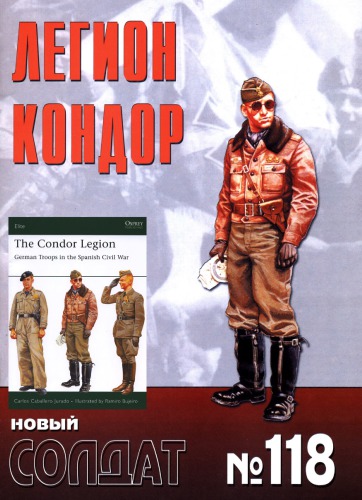 ЛЕГИОН
КОНДОР
Elite
OSPREY
The Condor Legion
German Troops in the Spanish Civil War
Carlos Caballero Jurado • Illustrated by Ramiro Bujeiro
НОВЫЙ
СОЛДАТ
№118